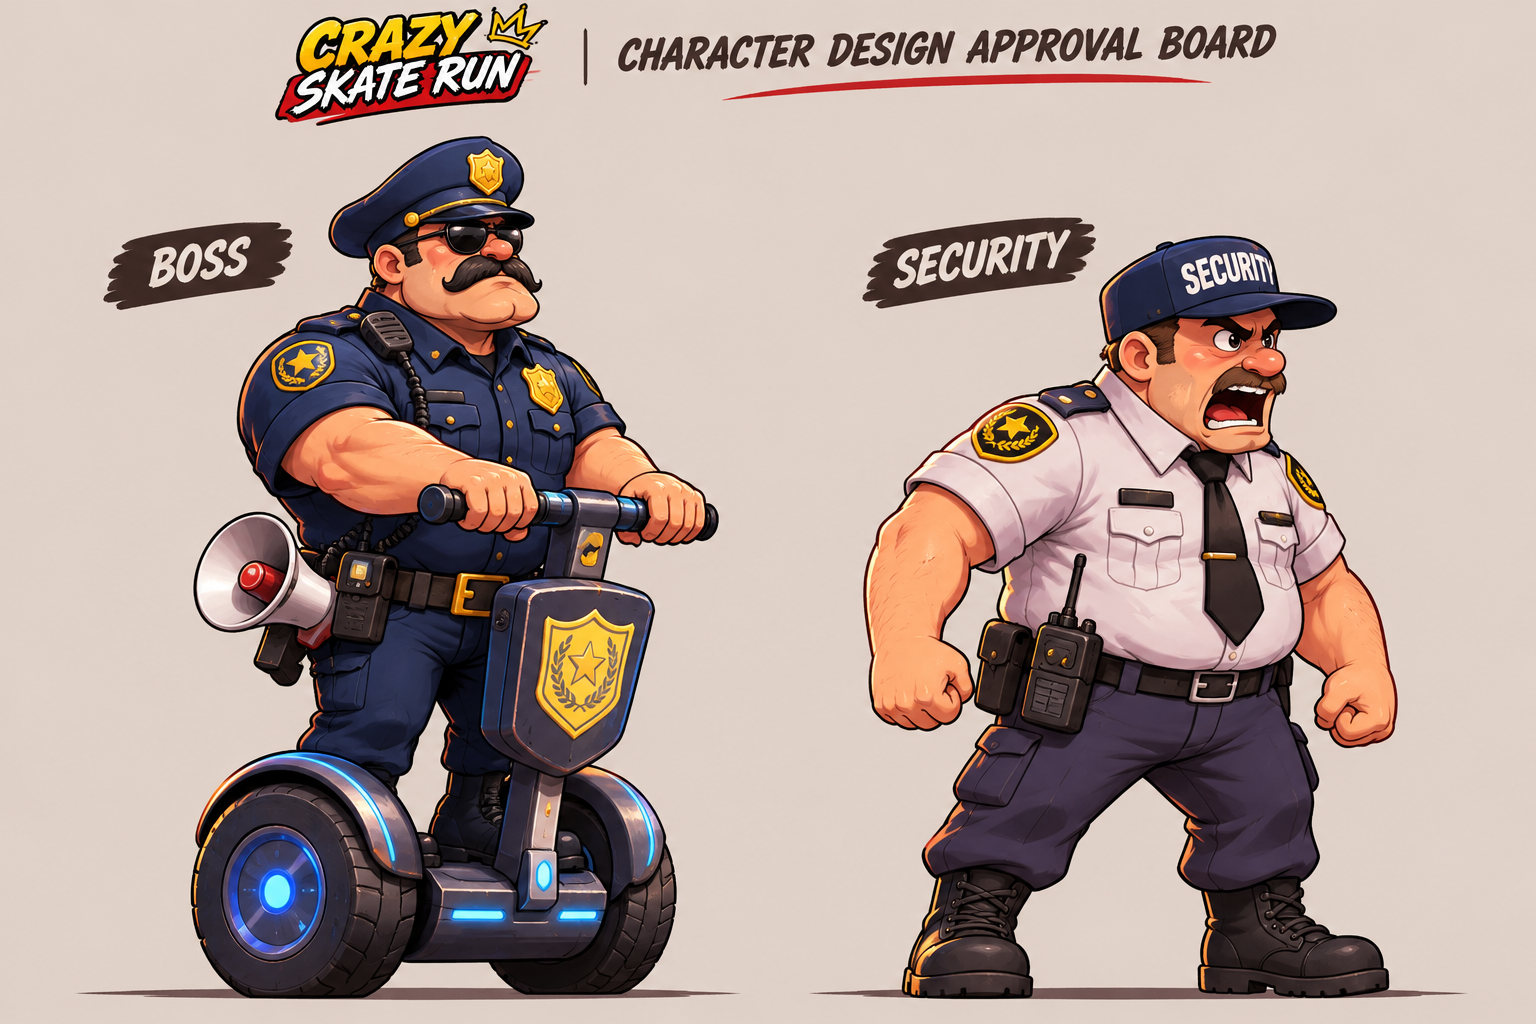 CRAZY
SKATE RUN
CHARACTER DESIGN APPROVAL BOARD
BOSS
SECURITY
SECURITY